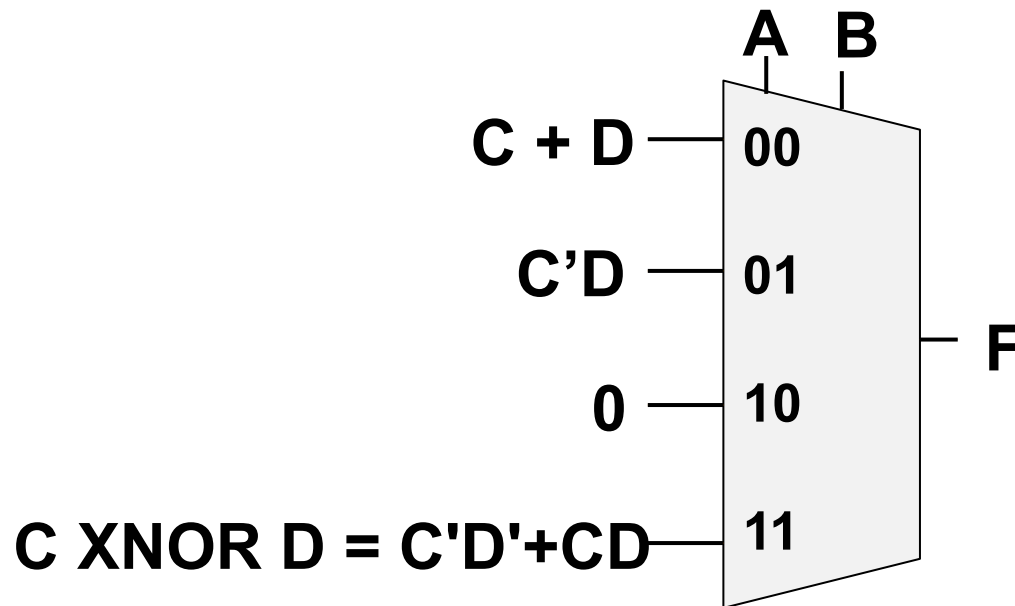 A B
C + D 00
C’D 01
F
0 10
C XNOR D = C'D'+CD 11